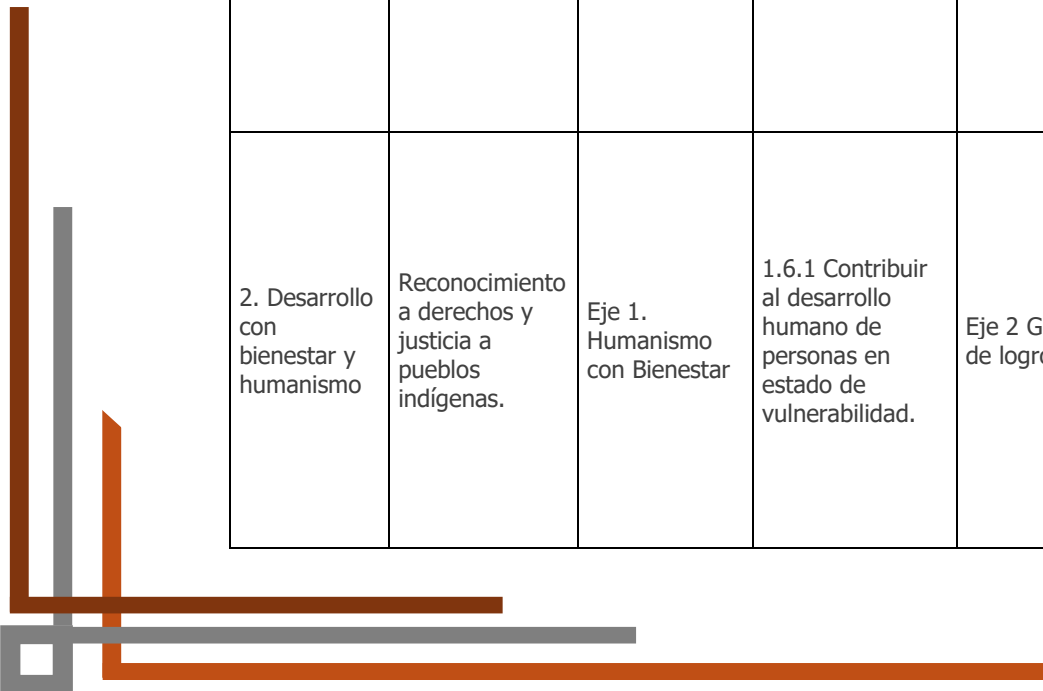 2. Desarrollo
con
bienestar y
humanismo
Reconocimiento
a derechos y
justicia a
pueblos
indígenas.
Eje 1.
Humanismo
con Bienestar
1.6.1 Contribuir
al desarrollo
humano de
personas en
estado de
vulnerabilidad.
Eje 2 G
de logr